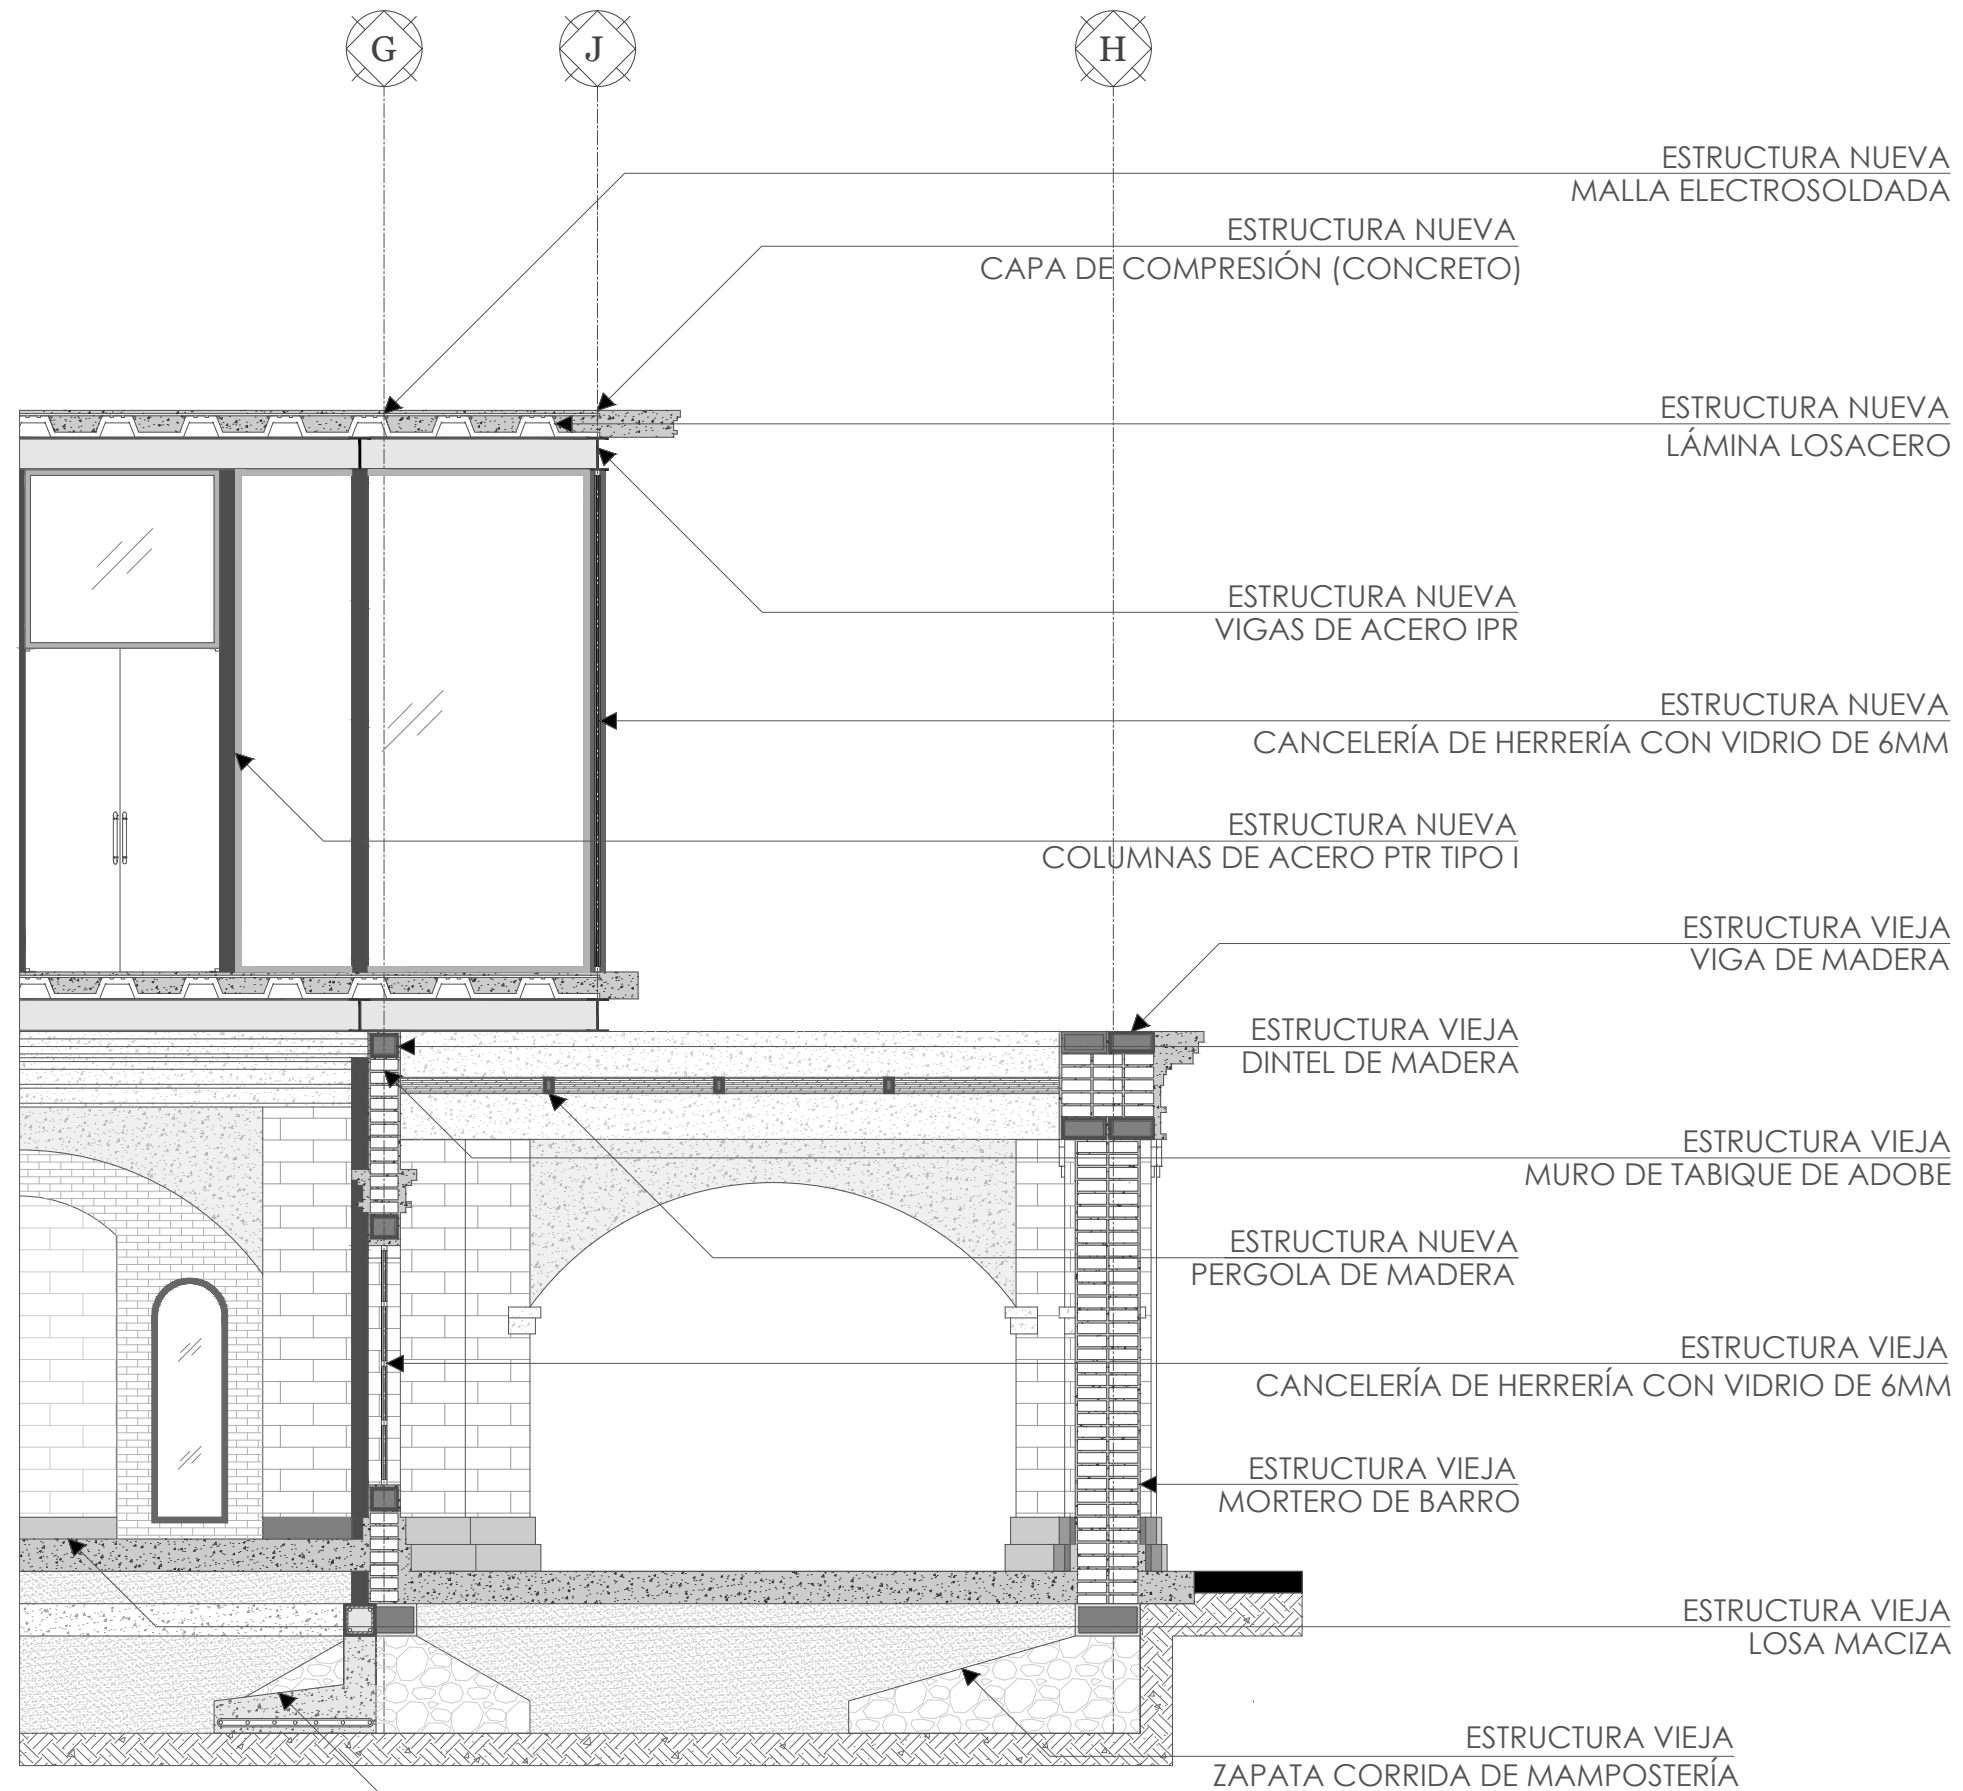 G
J
H
ESTRUCTURA NUEVA
MALLA ELECTROSOLDADA
ESTRUCTURA NUEVA
CAPA DE COMPRESIÓN (CONCRETO)
ESTRUCTURA NUEVA
LÁMINA LOSACERO
ESTRUCTURA NUEVA
VIGAS DE ACERO IPR
ESTRUCTURA NUEVA
CANCELERÍA DE HERRERÍA CON VIDRIO DE 6MM
ESTRUCTURA NUEVA
COLUMNAS DE ACERO PTR TIPO I
ESTRUCTURA VIEJA
VIGA DE MADERA
ESTRUCTURA VIEJA
DINTEL DE MADERA
ESTRUCTURA VIEJA
MURO DE TABIQUE DE ADOBE
ESTRUCTURA NUEVA
PERGOLA DE MADERA
ESTRUCTURA VIEJA
CANCELERÍA DE HERRERÍA CON VIDRIO DE 6MM
ESTRUCTURA VIEJA
MORTERO DE BARRO
ESTRUCTURA VIEJA
LOSA MACIZA
ESTRUCTURA VIEJA
ZAPATA CORRIDA DE MAMPOSTERÍA